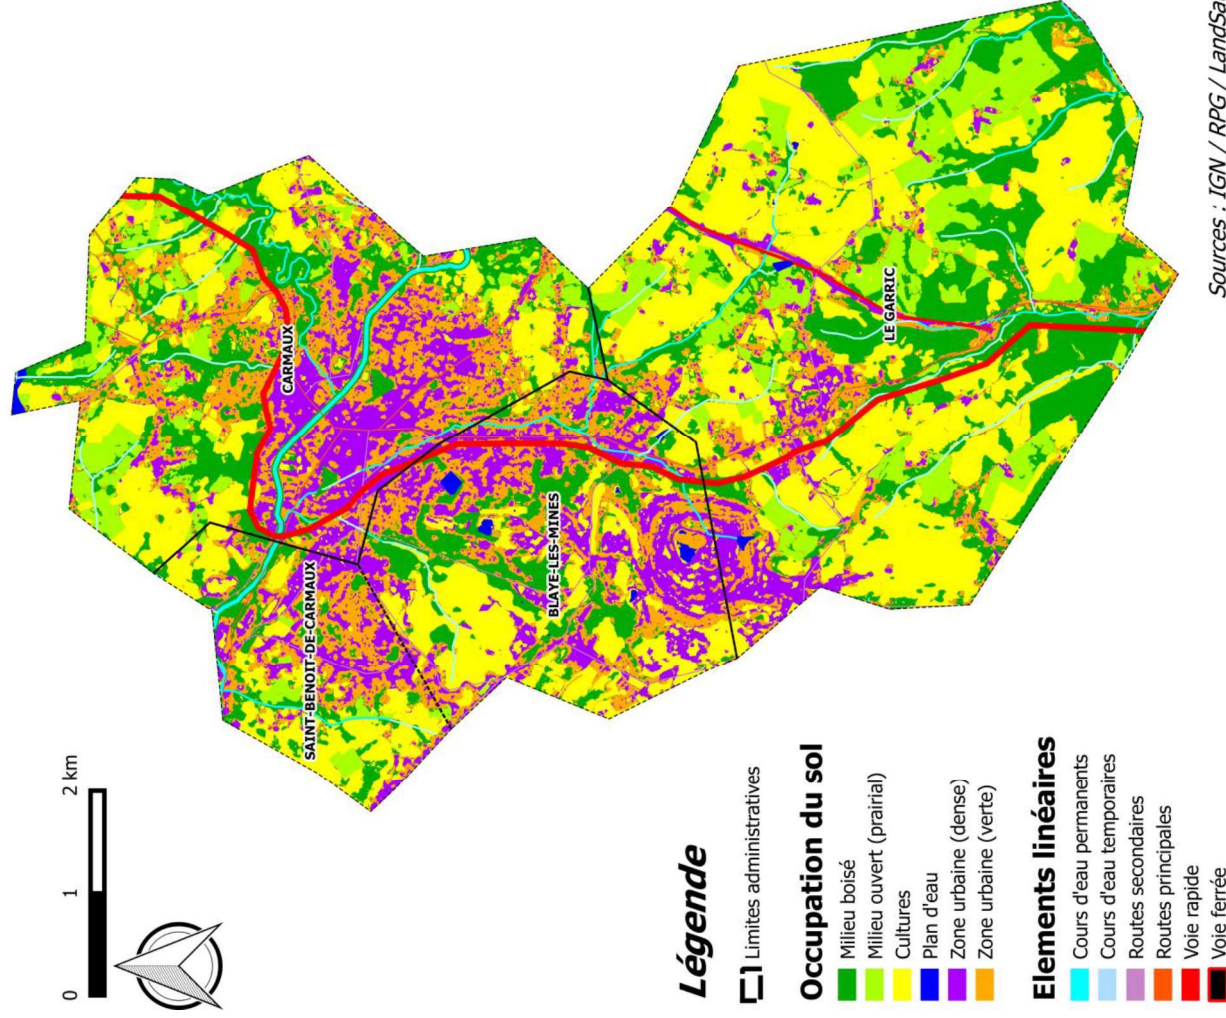 CARMAUX
SAINT-BENOIT-DE-CARMAUX
BLAYE-LES-MINES
LE GARRIC
0 1 2 km
Légende
Limites administratives
Occupation du sol
Milieu boisé
Milieu ouvert (prairial)
Cultures
Plan d'eau
Zone urbaine (dense)
Zone urbaine (verte)
Elements linéaires
Cours d'eau permanents
Cours d'eau temporaires
Routes secondaires
Routes principales
Voie rapide
Voie ferrée
Sources : IGN / RPG / LandSa